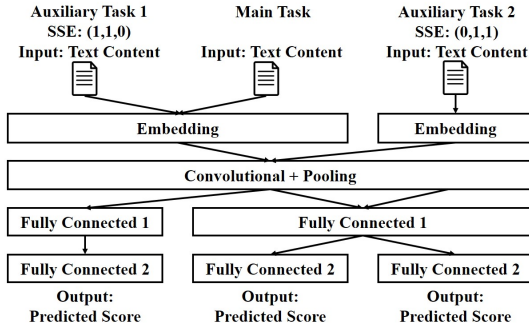 Auxiliary Task 1
SSE: (1,1,0)
Input: Text Content
Main Task
Input: Text Content
Auxiliary Task 2
SSE: (0,1,1)
Input: Text Content
Embedding
Embedding
Convolutional + Pooling
Fully Connected 1
Fully Connected 1
Fully Connected 2
Fully Connected 2
Fully Connected 2
Output:
Predicted Score
Output:
Predicted Score
Output:
Predicted Score